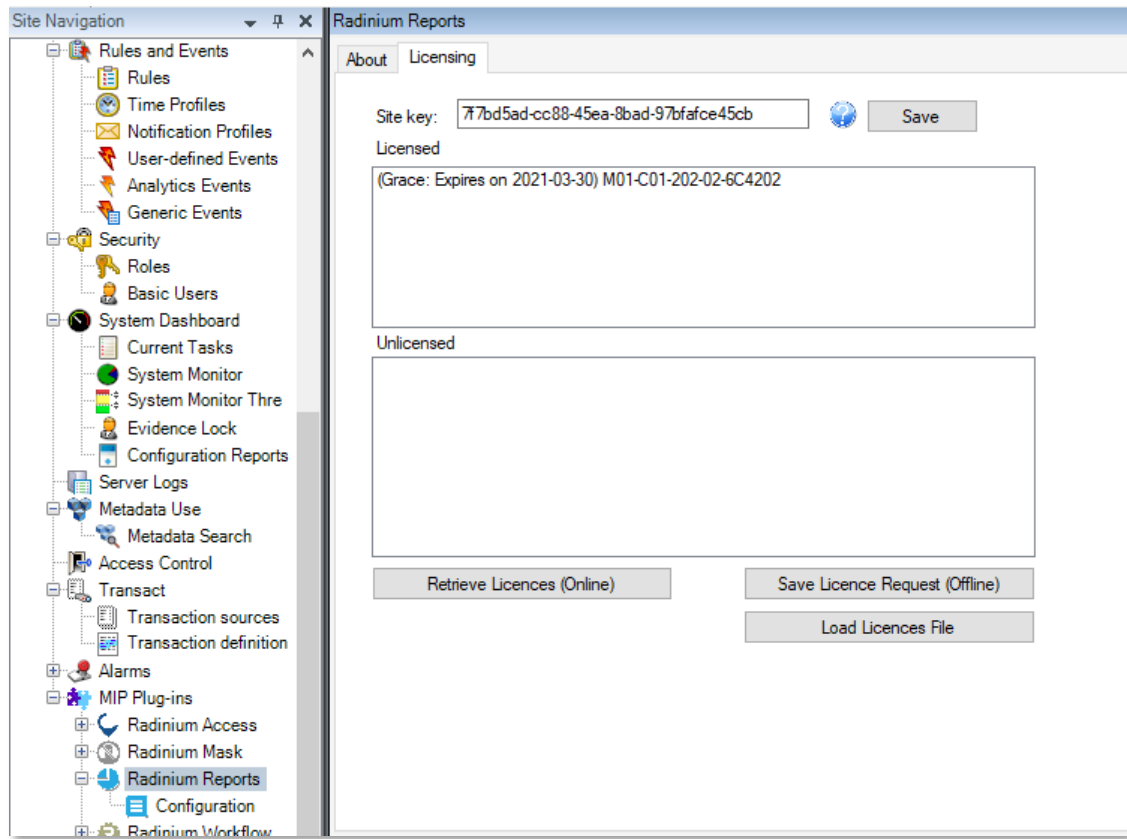 Site Navigation
Rules and Events
Rules
Time Profiles
Notification Profiles
User-defined Events
Analytics Events
Generic Events
Security
Roles
Basic Users
System Dashboard
Current Tasks
System Monitor
System Monitor Thre
Evidence Lock
Configuration Reports
Server Logs
Metadata Use
Metadata Search
Access Control
Transact
Transaction sources
Transaction definition
Alarms
MIP Plug-ins
Radinium Access
Radinium Mask
Radinium Reports
Configuration
Radinium Workflow
Radinium Reports
About Licensing
Site key: 7f7bd5ad-cc88-45ea-8bad-97bfafce45cb Save
Licensed
(Grace: Expires on 2021-03-30) M01-C01-202-02-6C4202
Unlicensed
Retrieve Licences (Online) Save Licence Request (Offline)
Load Licences File